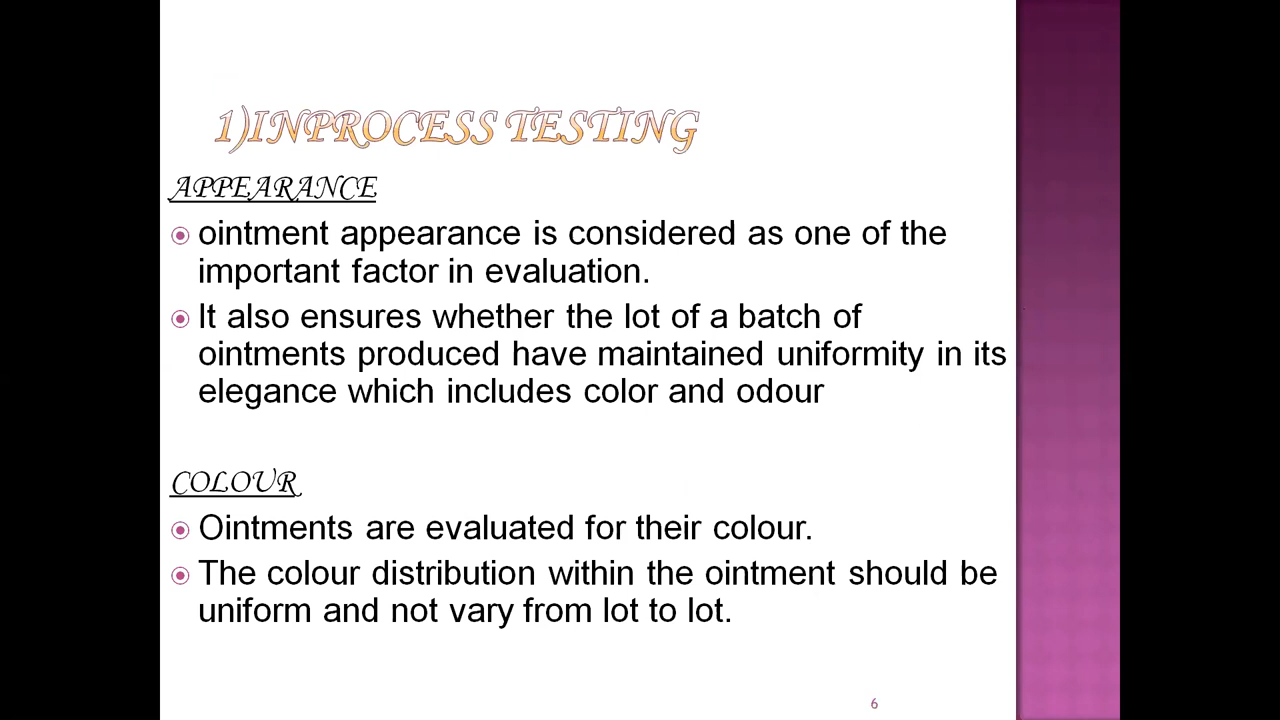 1)INPROCESS TESTING
APPEARANCE
ointment appearance is considered as one of the
important factor in evaluation.
It also ensures whether the lot of a batch of
ointments produced have maintained uniformity in its
elegance which includes color and odour
COLOUR
Ointments are evaluated for their colour.
The colour distribution within the ointment should be
uniform and not vary from lot to lot.
6